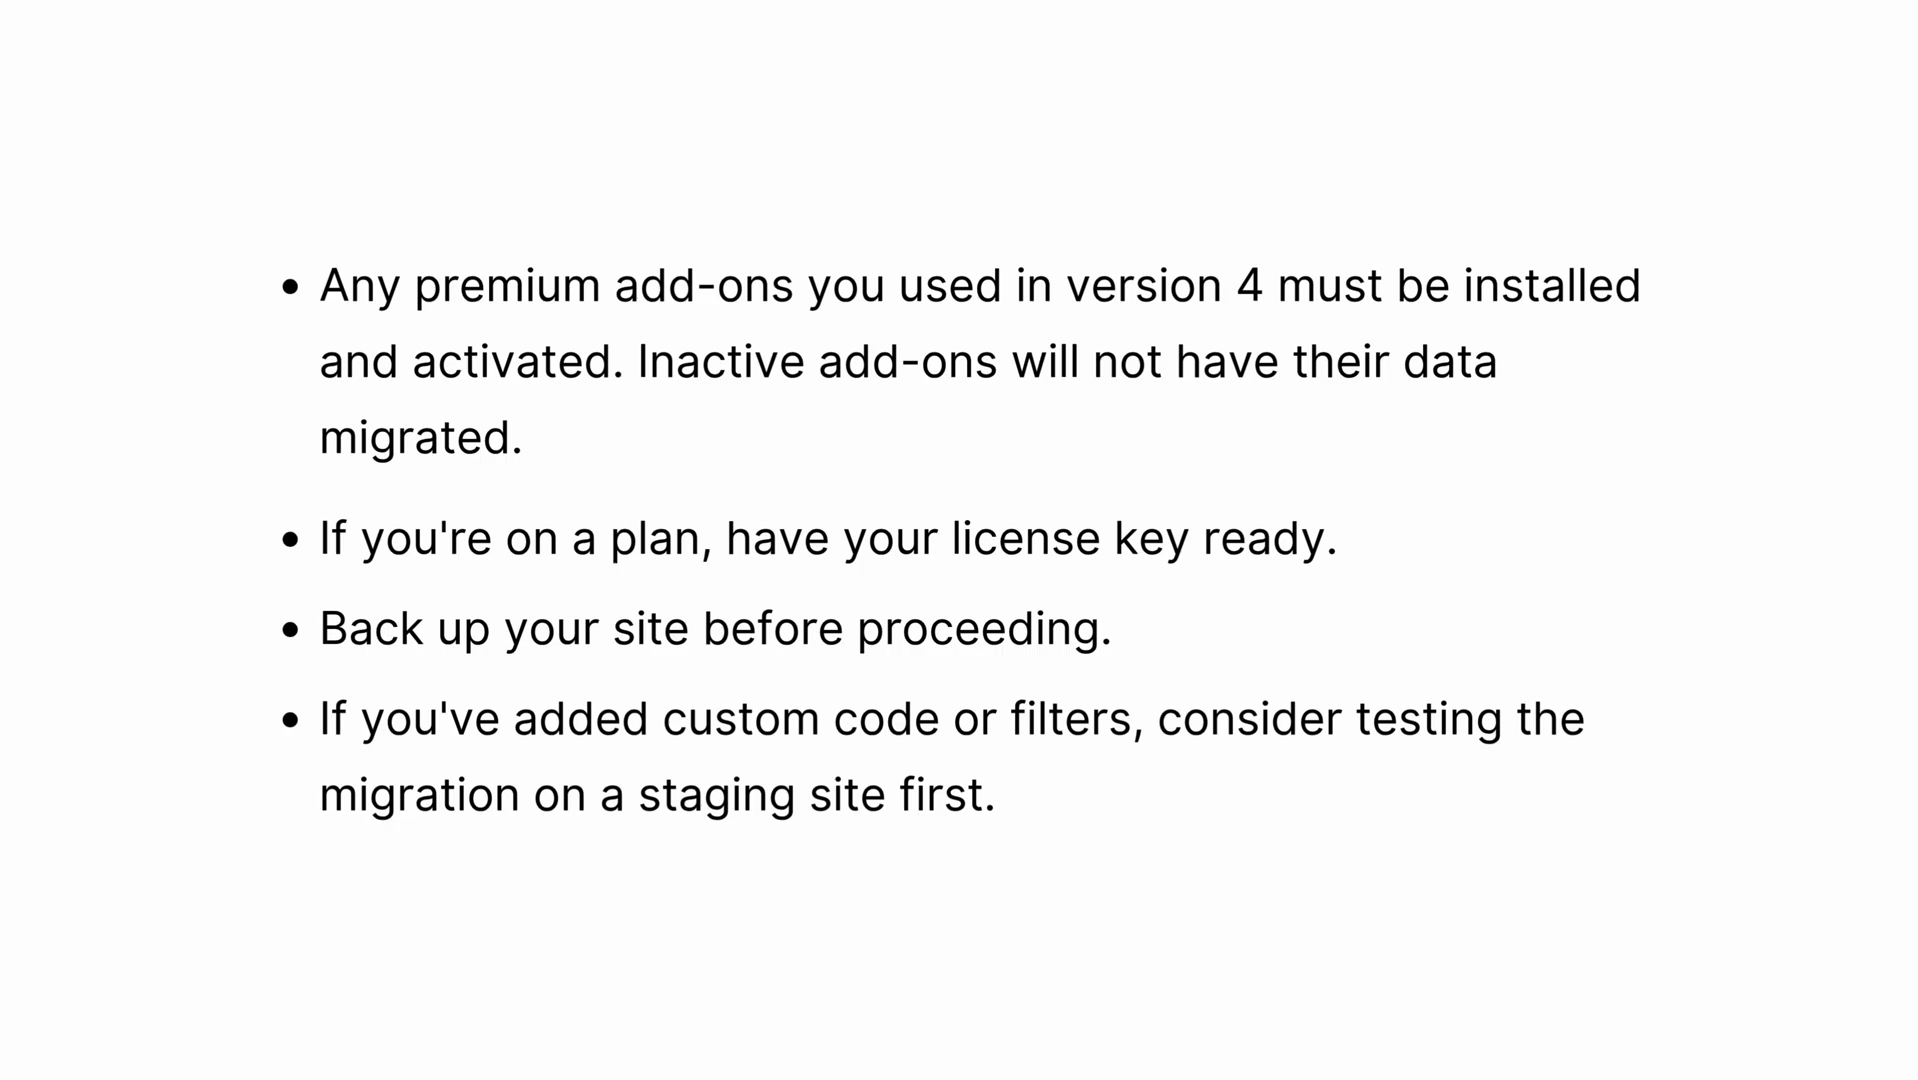 • Any premium add-ons you used in version 4 must be installed
and activated. Inactive add-ons will not have their data
migrated.
• If you're on a plan, have your license key ready.
• Back up your site before proceeding.
• If you've added custom code or filters, consider testing the
migration on a staging site first.